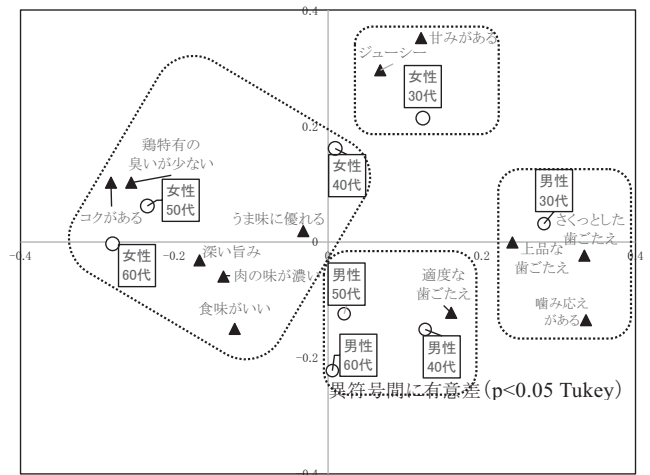 0.4
甘みがある
ジューシー
女性
30代
0.2
鶏特有の
臭いが少ない
女性
40代
男性
30代
女性
50代
コクがある
うま味に優れる
さくっとした
歯ごたえ
-0.4
-0.2
0
0.2
0.4
女性
60代
深い旨み
上品な
歯ごたえ
肉の味が濃い
男性
50代
適度な
歯ごたえ
食味がいい
噛み応え
がある
-0.2
男性
60代
男性
40代
異符号間に有意差(p<0.05 Tukey)
-0.4